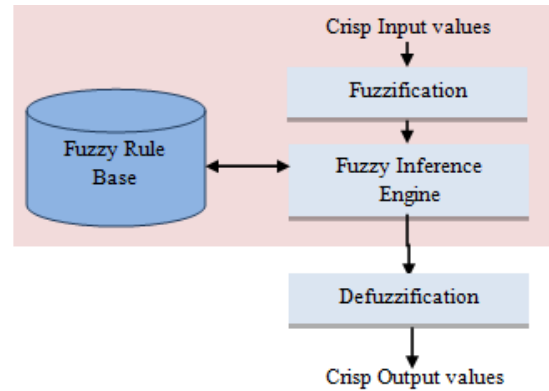 Crisp Input values
Fuzzification
Fuzzy Rule
Base
Fuzzy Inference
Engine
Defuzzification
Crisp Output values